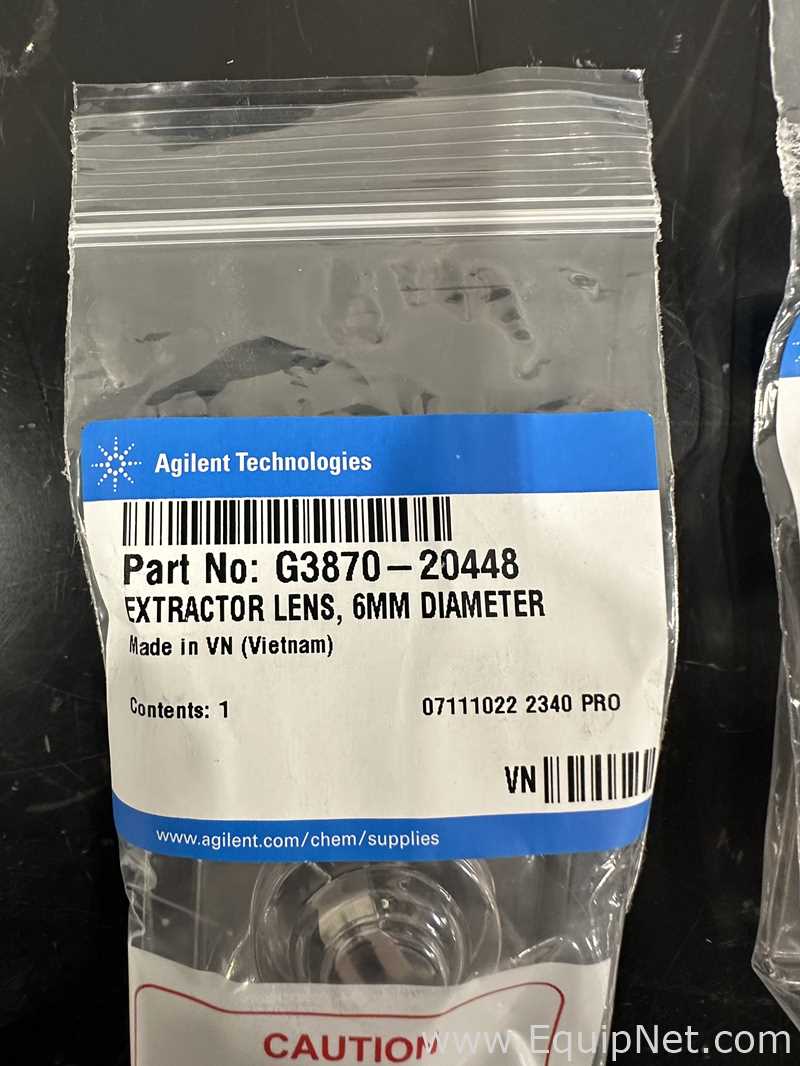 Agilent Technologies
Part No: G3870-20448
EXTRACTOR LENS, 6MM DIAMETER
Made in VN (Vietnam)
Contents: 1 07111022 2340 PRO
VN
www.agilent.com/chem/supplies
CAUTION
www.EquipNet.com